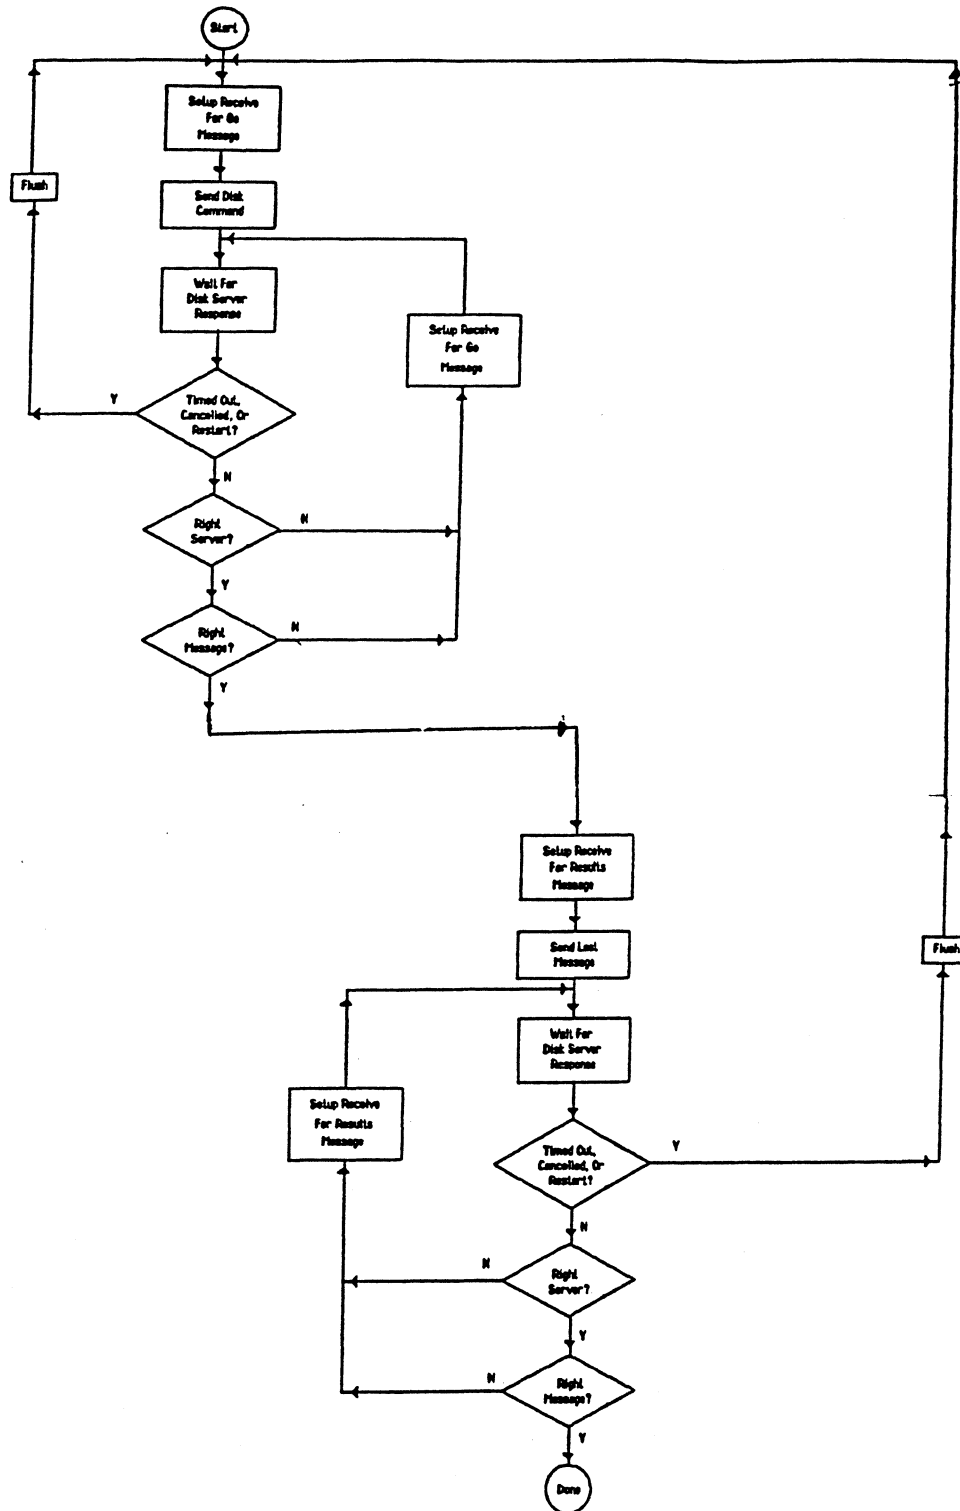 Start
Setup Receive
For Go
Message
Flush
Send Disk
Command
Wait For
Disk Server
Response
Setup Receive
For Go
Message
Y
Timed Out,
Cancelled, Or
Restart?
N
Right
Server?
N
Y
Right
Message?
N
Y
Setup Receive
For Results
Message
Send Last
Message
Flush
Wait For
Disk Server
Response
Setup Receive
For Results
Message
Timed Out,
Cancelled, Or
Restart?
Y
N
Right
Server?
N
Y
Right
Message?
N
Y
Done